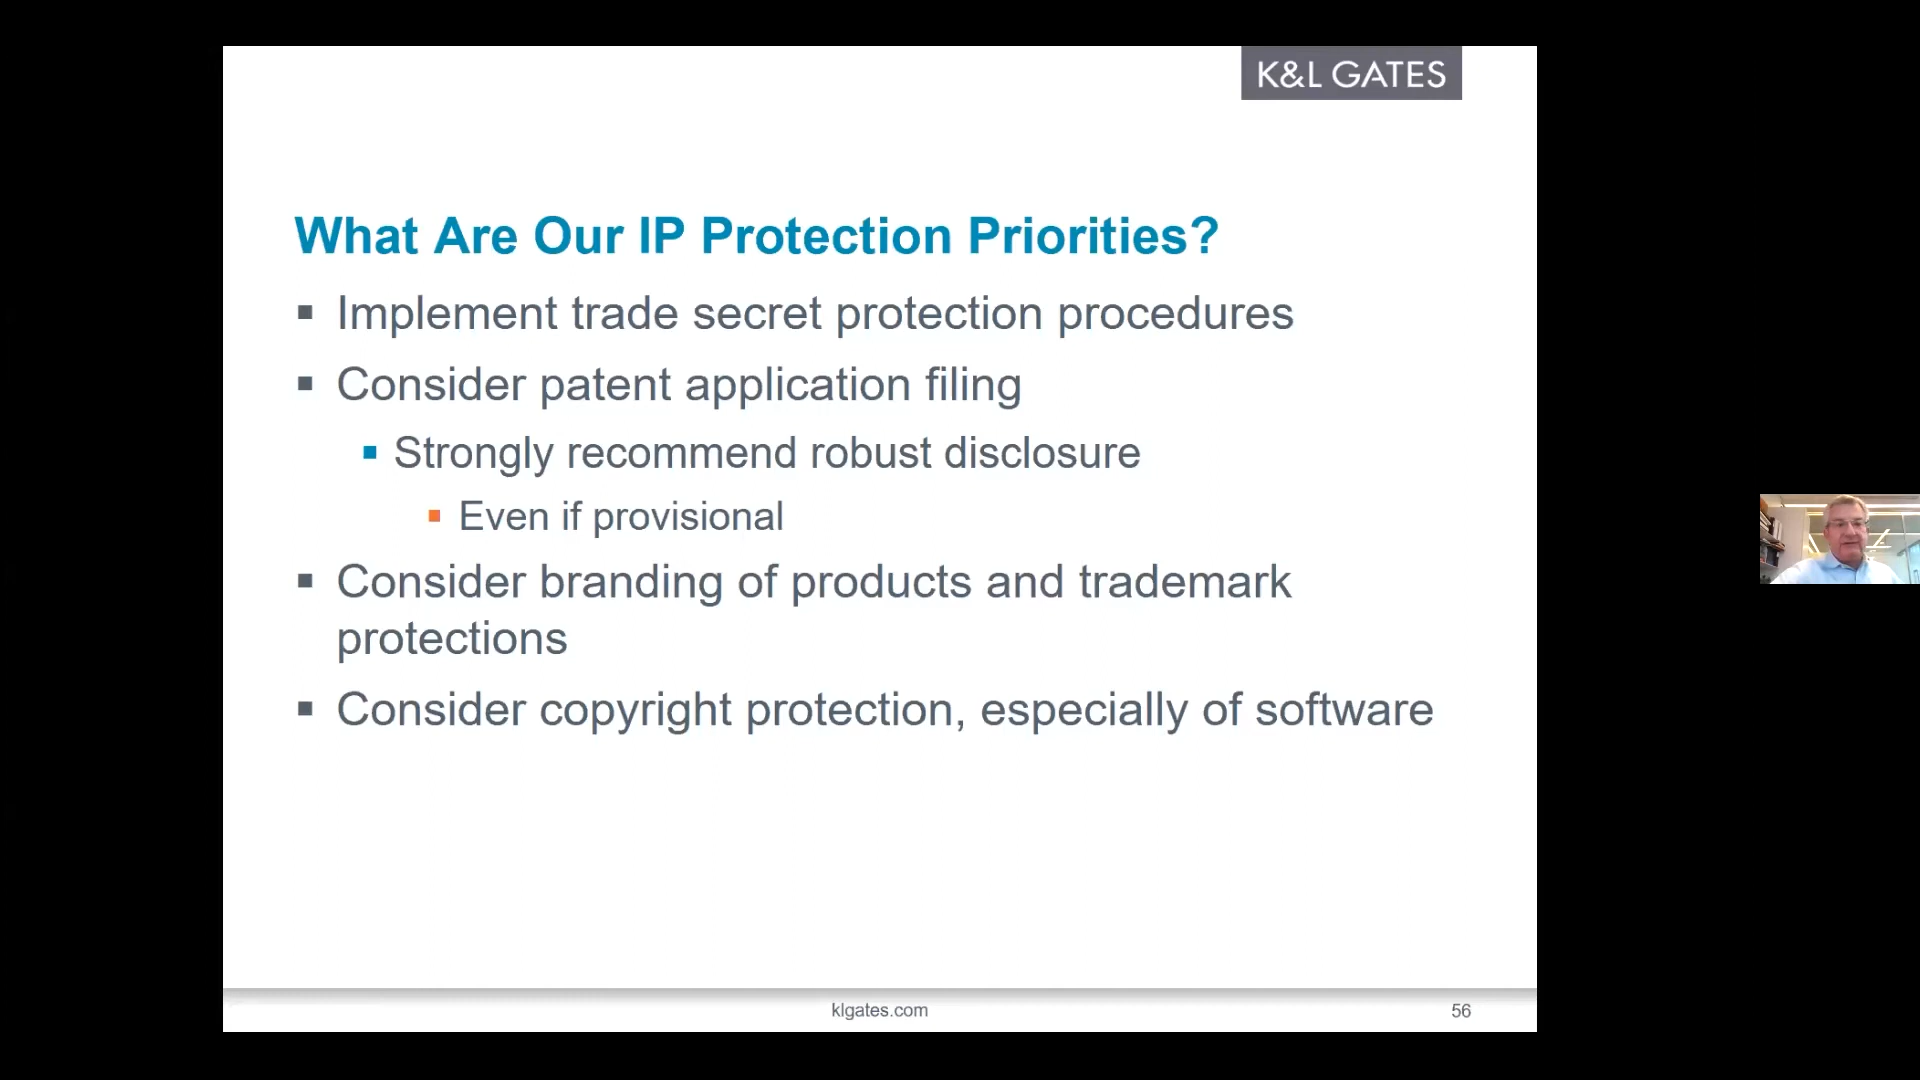 K&L GATES
What Are Our IP Protection Priorities?
Implement trade secret protection procedures
Consider patent application filing
Strongly recommend robust disclosure
Even if provisional
Consider branding of products and trademark
protections
Consider copyright protection, especially of software
klgates.com
56